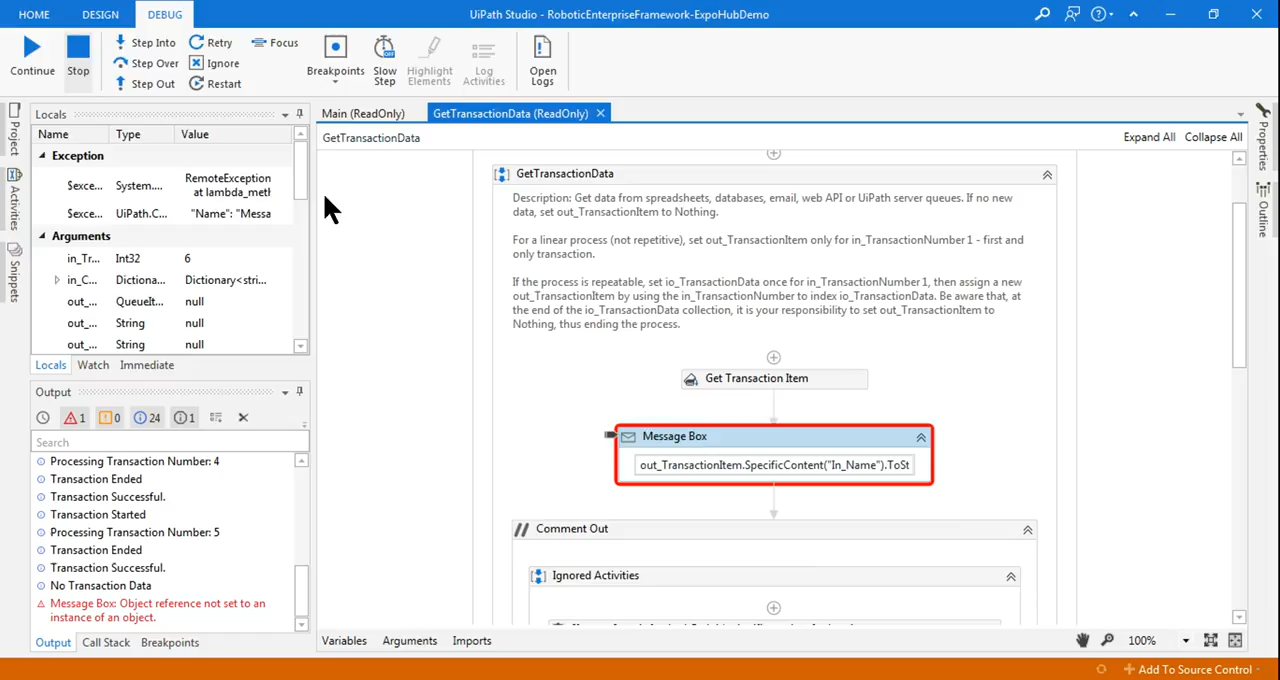 HOME DESIGN DEBUG UiPath Studio - RoboticEnterpriseFramework-ExpoHubDemo
Continue Stop Step Into Retry Focus
Step Over Ignore
Step Out Restart
Breakpoints Slow Step Highlight Elements Log Activities Open Logs
Project
Activities
Snippets
Locals
Name Type Value
Exception
$exce... System.... RemoteException
at lambda_meth
$exce... UiPath.C... "Name": "Messa
Arguments
in_Tr... Int32 6
in_C... Dictiona... Dictionary<stri...
out_... QueueIt... null
out_... String null
out_... String null
Locals Watch Immediate
Output
1 0 24 1
Search
Processing Transaction Number: 4
Transaction Ended
Transaction Successful.
Transaction Started
Processing Transaction Number: 5
Transaction Ended
Transaction Successful.
No Transaction Data
Message Box: Object reference not set to an
instance of an object.
Output Call Stack Breakpoints
Main (ReadOnly) GetTransactionData (ReadOnly)
GetTransactionData Expand All Collapse All
GetTransactionData
Description: Get data from spreadsheets, databases, email, web API or UiPath server queues. If no new
data, set out_TransactionItem to Nothing.
For a linear process (not repetitive), set out_TransactionItem only for in_TransactionNumber 1 - first and
only transaction.
If the process is repeatable, set io_TransactionData once for in_TransactionNumber 1, then assign a new
out_TransactionItem by using the in_TransactionNumber to index io_TransactionData. Be aware that, at
the end of the io_TransactionData collection, it is your responsibility to set out_TransactionItem to
Nothing, thus ending the process.
Get Transaction Item
Message Box
out_TransactionItem.SpecificContent("In_Name").ToSt
Comment Out
Ignored Activities
Variables Arguments Imports 100%
Properties
Outline
Add To Source Control